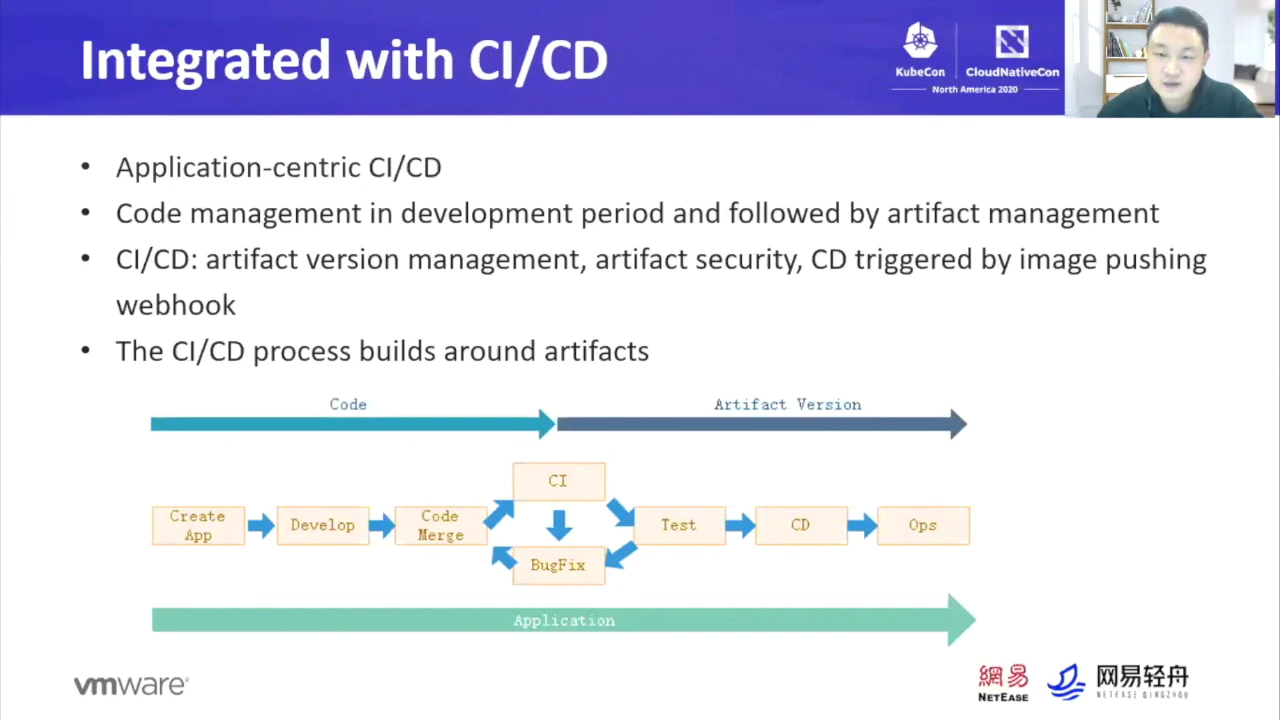 Integrated with CI/CD
KubeCon
CloudNativeCon
North America 2020
• Application-centric CI/CD
• Code management in development period and followed by artifact management
• CI/CD: artifact version management, artifact security, CD triggered by image pushing
webhook
• The CI/CD process builds around artifacts
Code
Artifact Version
CI
Create
App
Develop
Code
Merge
Test
CD
Ops
BugFix
Application
vmware
網易
NETEASE
网易轻舟
NETEASE QINGZHOU